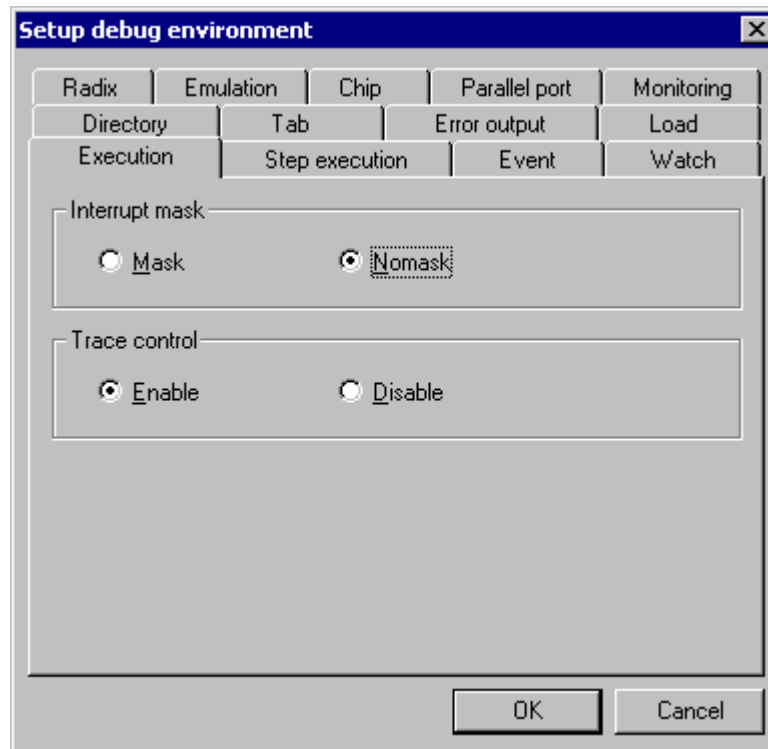 Setup debug environment
Radix Emulation Chip Parallel port Monitoring
Directory Tab Error output Load
Execution Step execution Event Watch
Interrupt mask
Mask Nomask
Trace control
Enable Disable
OK Cancel